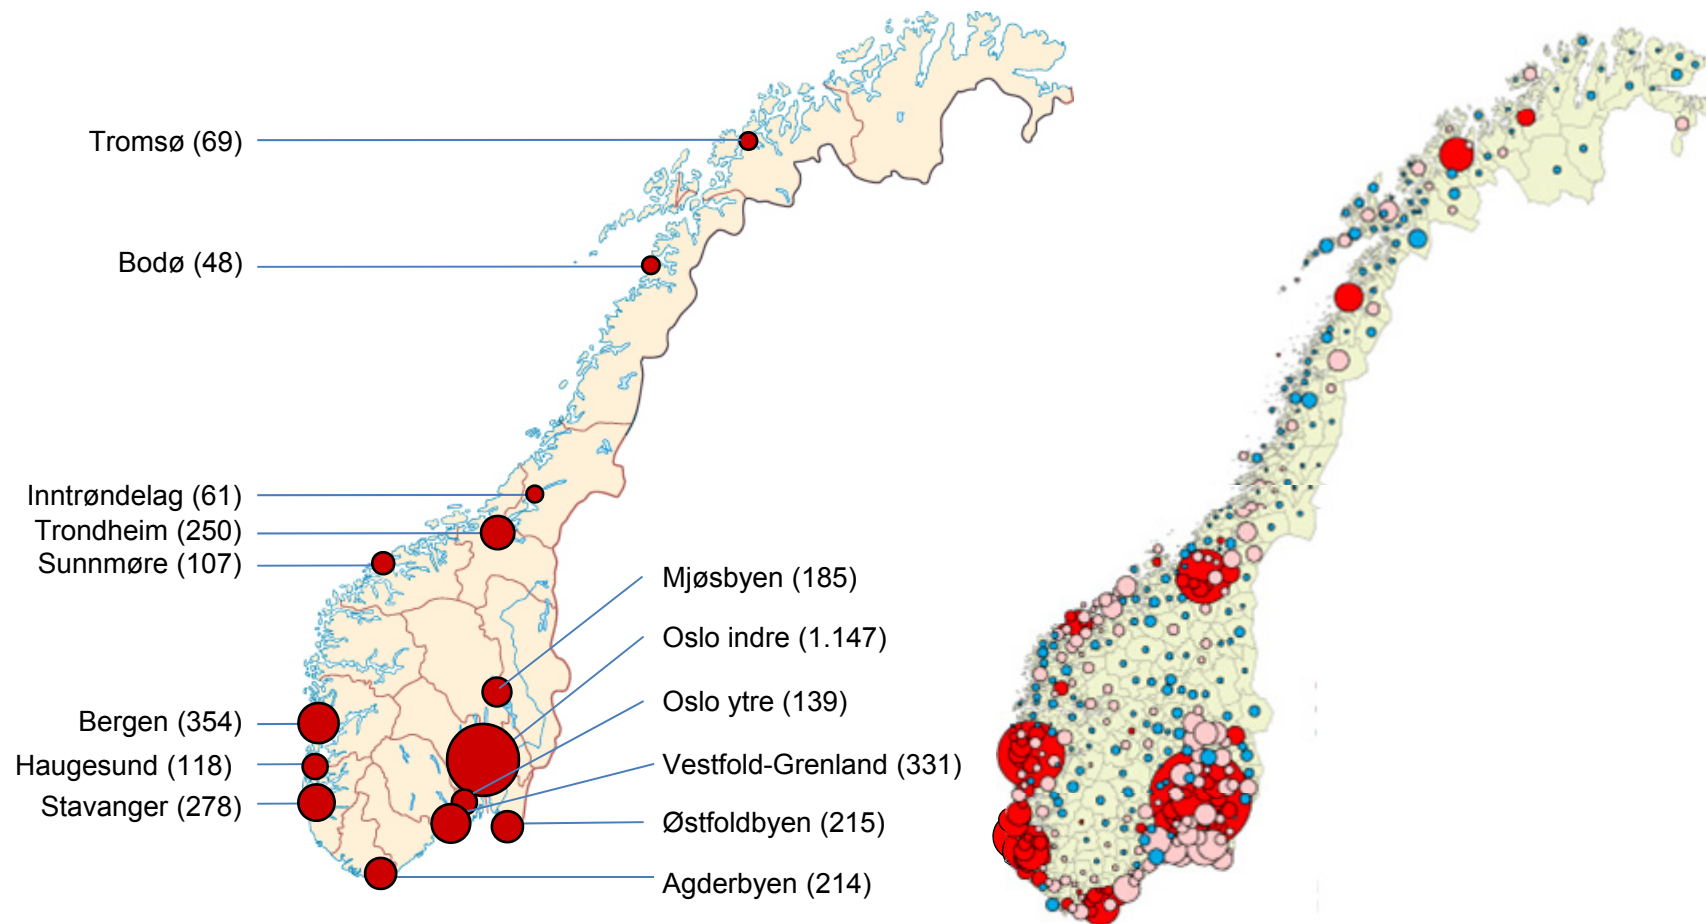 Tromsø (69)
Bodø (48)
Inntrøndelag (61)
Trondheim (250)
Sunnmøre (107)
Bergen (354)
Haugesund (118)
Stavanger (278)
Mjøsbyen (185)
Oslo indre (1.147)
Oslo ytre (139)
Vestfold-Grenland (331)
Østfoldbyen (215)
Agderbyen (214)